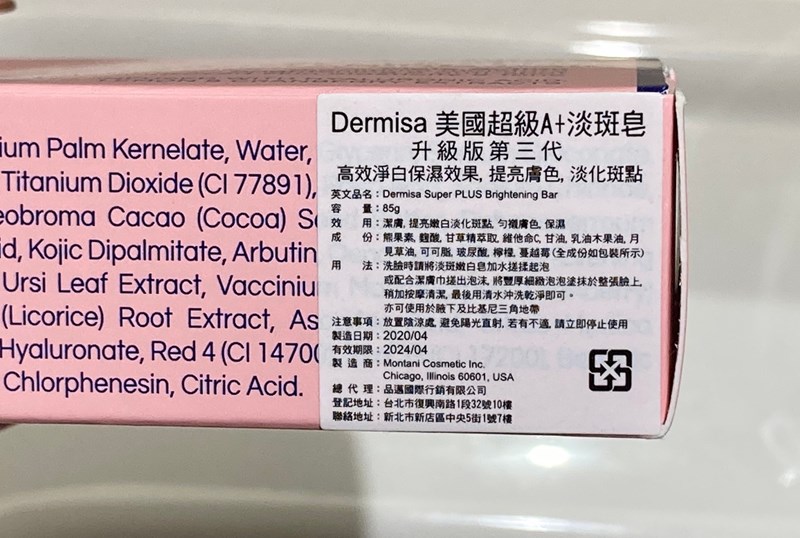 ium Palm Kernelate, Water,
Titanium Dioxide (CI 77891),
eobroma Cacao (Cocoa) S
id, Kojic Dipalmitate, Arbutin
Ursi Leaf Extract, Vaccinium
(Licorice) Root Extract, As
Hyaluronate, Red 4 (CI 1470
Chlorphenesin, Citric Acid.
Dermisa 美國超級A+淡斑皂
升級版第三代
高效淨白保濕效果, 提亮膚色, 淡化斑點
英文品名：Dermisa Super PLUS Brightening Bar
容 量：85g
效 用：潔膚, 提亮嫩白淡化斑點, 勻襯膚色, 保濕
成 份：熊果素, 麴酸, 甘草精萃取, 維他命C, 甘油, 乳油木果油, 月
見草油, 可可脂, 玻尿酸, 檸檬, 蔓越莓 (全成份如包裝所示)
用 法：洗臉時請將淡斑嫩白皂加水搓揉起泡
或配合潔膚巾搓出泡沫, 將豐厚細緻泡泡塗抹於整張臉上,
稍加按摩清潔, 最後用清水沖洗乾淨即可。
亦可使用於腋下及比基尼三角地帶
注意事項：放置陰涼處, 避免陽光直射, 若有不適, 請立即停止使用
製造日期：2020/04
有效期限：2024/04
製 造 商：Montani Cosmetic Inc.
Chicago, Illinois 60601, USA
總 代 理：品邁國際行銷有限公司
登記地址：台北市復興南路1段32號10樓
聯絡地址：新北市新店區中央5街1號7樓